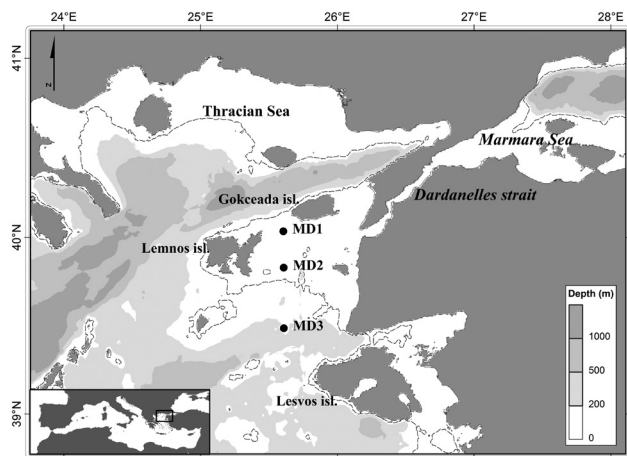 24°E 25°E 26°E 27°E 28°E
41°N
z
Thracian Sea
Marmara Sea
Gokceada isl.
Dardanelles strait
40°N
Lemnos isl.
MD1
MD2
MD3
Lesvos isl.
39°N
Depth (m)
1000
500
200
0